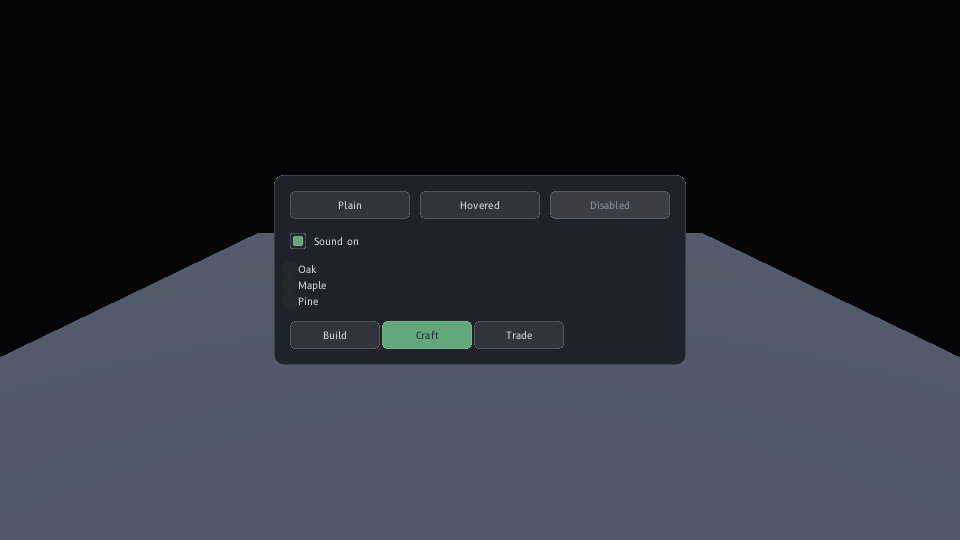 Plain Hovered Disabled
Sound on
Oak
Maple
Pine
Build Craft Trade